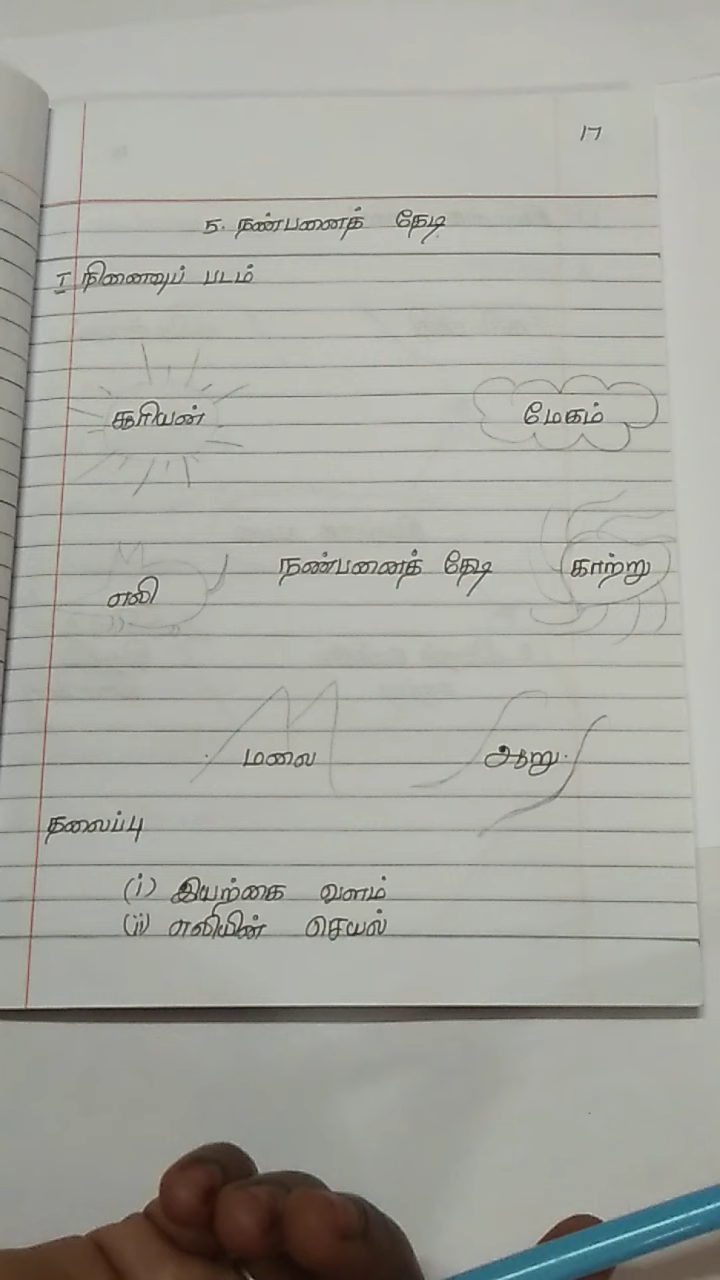 17
5. நண்பனைத் தேடி
I நினைவுப் படம்
சூரியன்
மேகம்
எலி
நண்பனைத் தேடி
காற்று
மலை
ஆறு
தலைப்பு
(i) இயற்கை வளம்
(ii) எலியின் செயல்